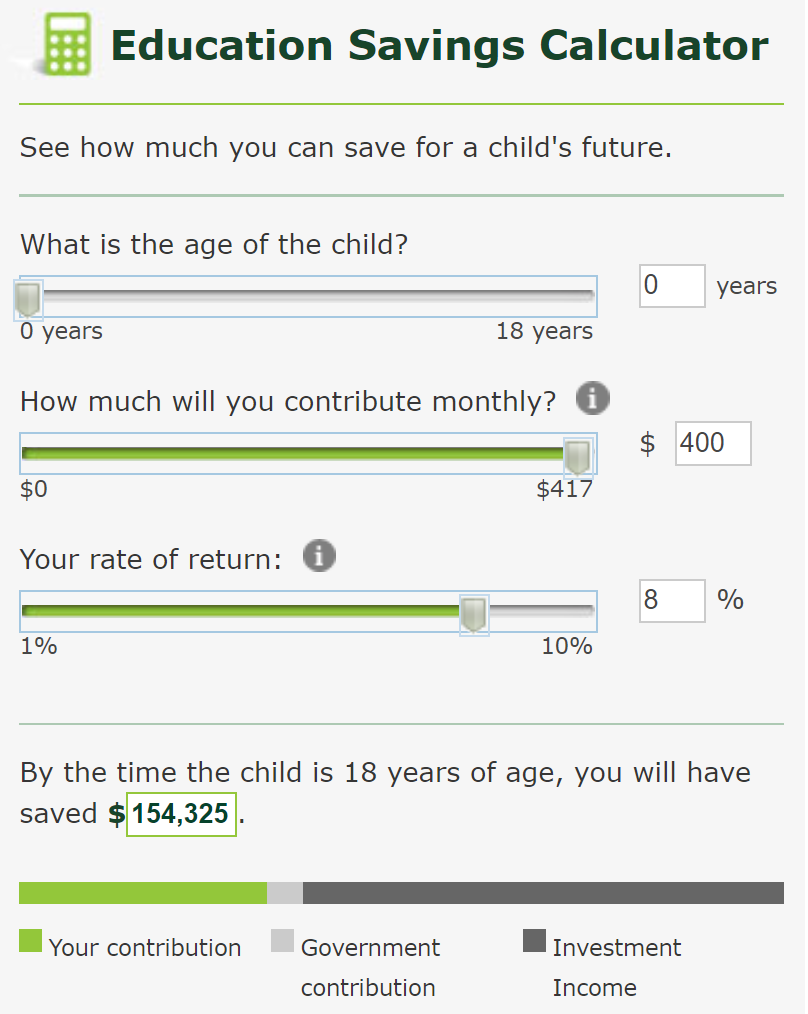 Education Savings Calculator
See how much you can save for a child's future.
What is the age of the child?
0 years
0 years 18 years
How much will you contribute monthly? i
$ 400
$0 $417
Your rate of return: i
8 %
1% 10%
By the time the child is 18 years of age, you will have
saved $154,325.
Your contribution Government contribution Investment Income